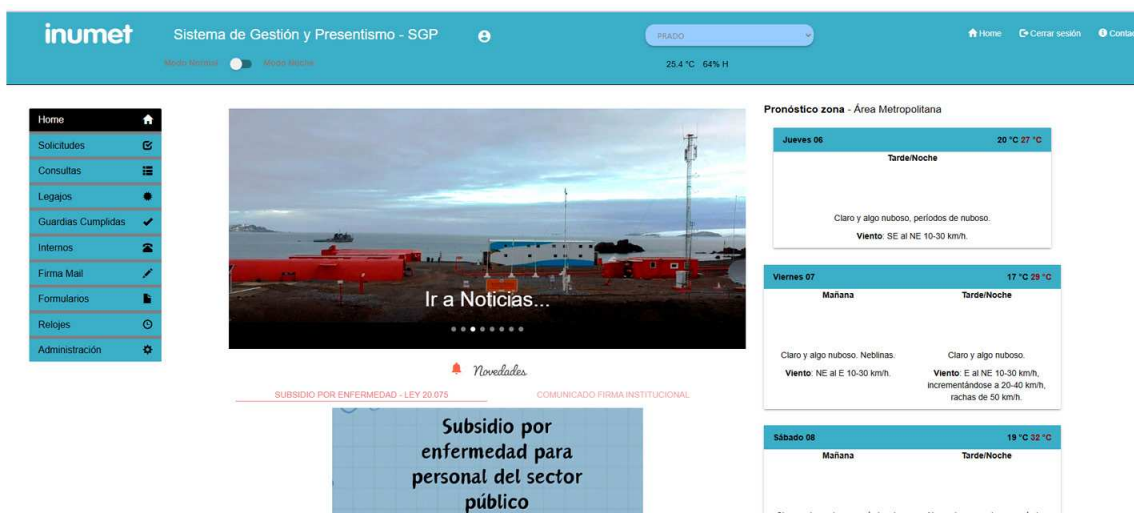 inumet
Sistema de Gestión y Presentismo - SGP
PRADO
Home
Cerrar sesión
Modo Normal
Modo Noche
25.4 °C 64% H
Home
Solicitudes
Consultas
Legajos
Guardias Cumplidas
Internos
Firma Mail
Formularios
Relojes
Administración
Ir a Noticias...
Novedades
SUBSIDIO POR ENFERMEDAD - LEY 20.075
COMUNICADO FIRMA INSTITUCIONAL
Subsidio por
enfermedad para
personal del sector
público
Pronóstico zona - Área Metropolitana
Jueves 06 20 °C 27 °C
Tarde/Noche
Claro y algo nuboso, períodos de nuboso.
Viento: SE al NE 10-30 km/h.
Viernes 07 17 °C 29 °C
Mañana
Claro y algo nuboso. Neblinas.
Viento: NE al E 10-30 km/h.
Tarde/Noche
Claro y algo nuboso.
Viento: E al NE 10-30 km/h,
incrementándose a 20-40 km/h,
rachas de 50 km/h.
Sábado 08 19 °C 32 °C
Mañana
Tarde/Noche